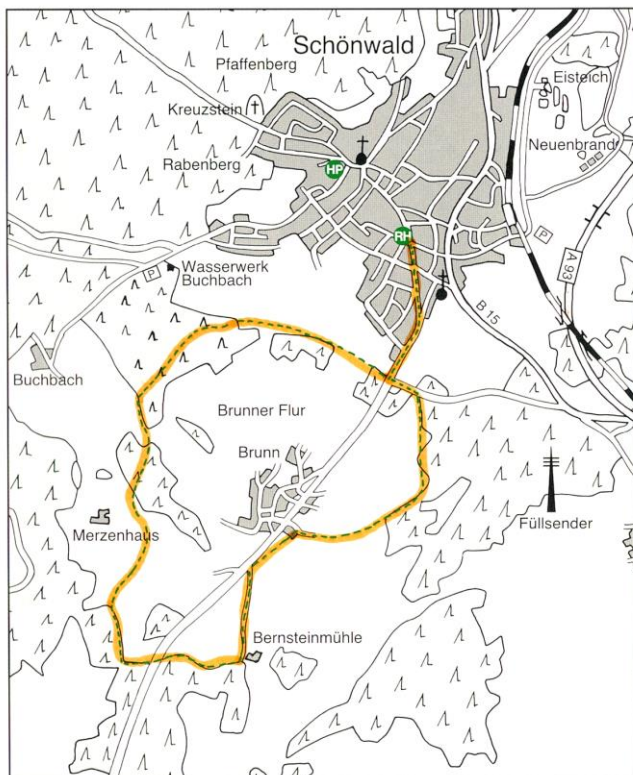 Schönwald
Pfaffenberg
Eisteich
Kreuzstein
Neuenbrand
HP
Rabenberg
RH
P
Wasserwerk
Buchbach
P
A 93
B 15
Buchbach
Brunner Flur
Brunn
Füllsender
Merzenhaus
Bernsteinmühle